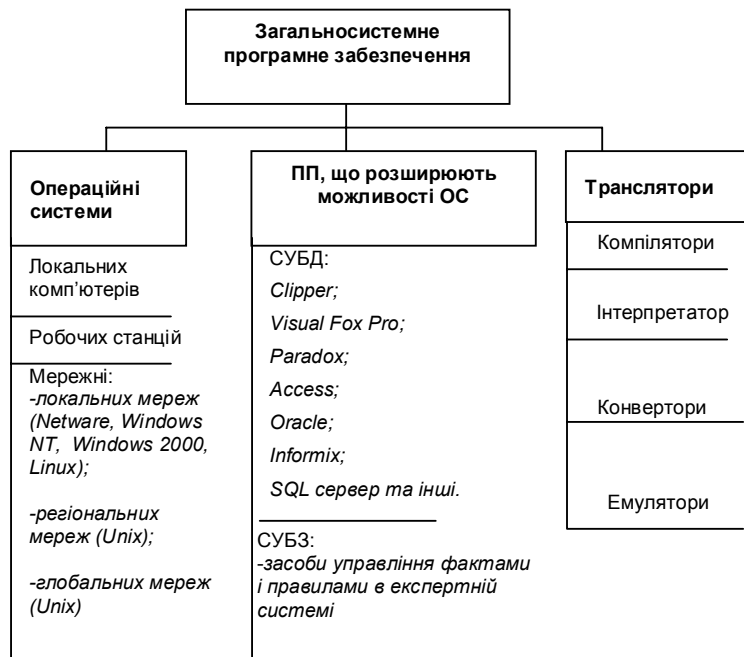 Загальносистемне
програмне забезпечення
Операційні
системи
Локальних
комп’ютерів
Робочих станцій
Мережні:
-локальних мереж
(Netware, Windows
NT, Windows 2000,
Linux);
-регіональних
мереж (Unix);
-глобальних мереж
(Unix)
ПП, що розширюють
можливості ОС
СУБД:
Clipper;
Visual Fox Pro;
Paradox;
Access;
Oracle;
Informix;
SQL сервер та інші.
СУБЗ:
-засоби управління фактами
і правилами в експертній
системі
Транслятори
Компілятори
Інтерпретатор
Конвертори
Емулятори